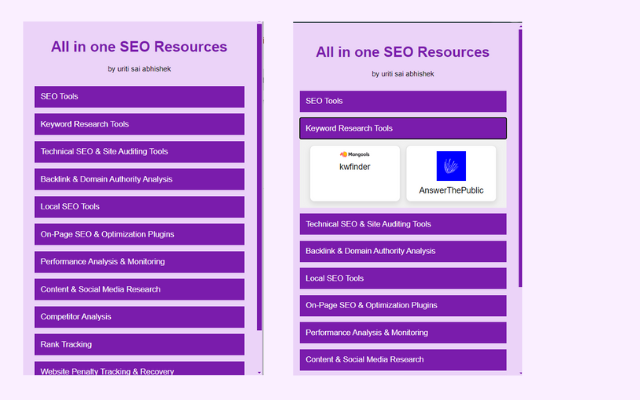 All in one SEO Resources
by uriti sai abhishek
SEO Tools
Keyword Research Tools
Technical SEO & Site Auditing Tools
Backlink & Domain Authority Analysis
Local SEO Tools
On-Page SEO & Optimization Plugins
Performance Analysis & Monitoring
Content & Social Media Research
Competitor Analysis
Rank Tracking
Website Penalty Tracking & Recovery
All in one SEO Resources
by uriti sai abhishek
SEO Tools
Keyword Research Tools
Mangools
kwfinder
AnswerThePublic
Technical SEO & Site Auditing Tools
Backlink & Domain Authority Analysis
Local SEO Tools
On-Page SEO & Optimization Plugins
Performance Analysis & Monitoring
Content & Social Media Research